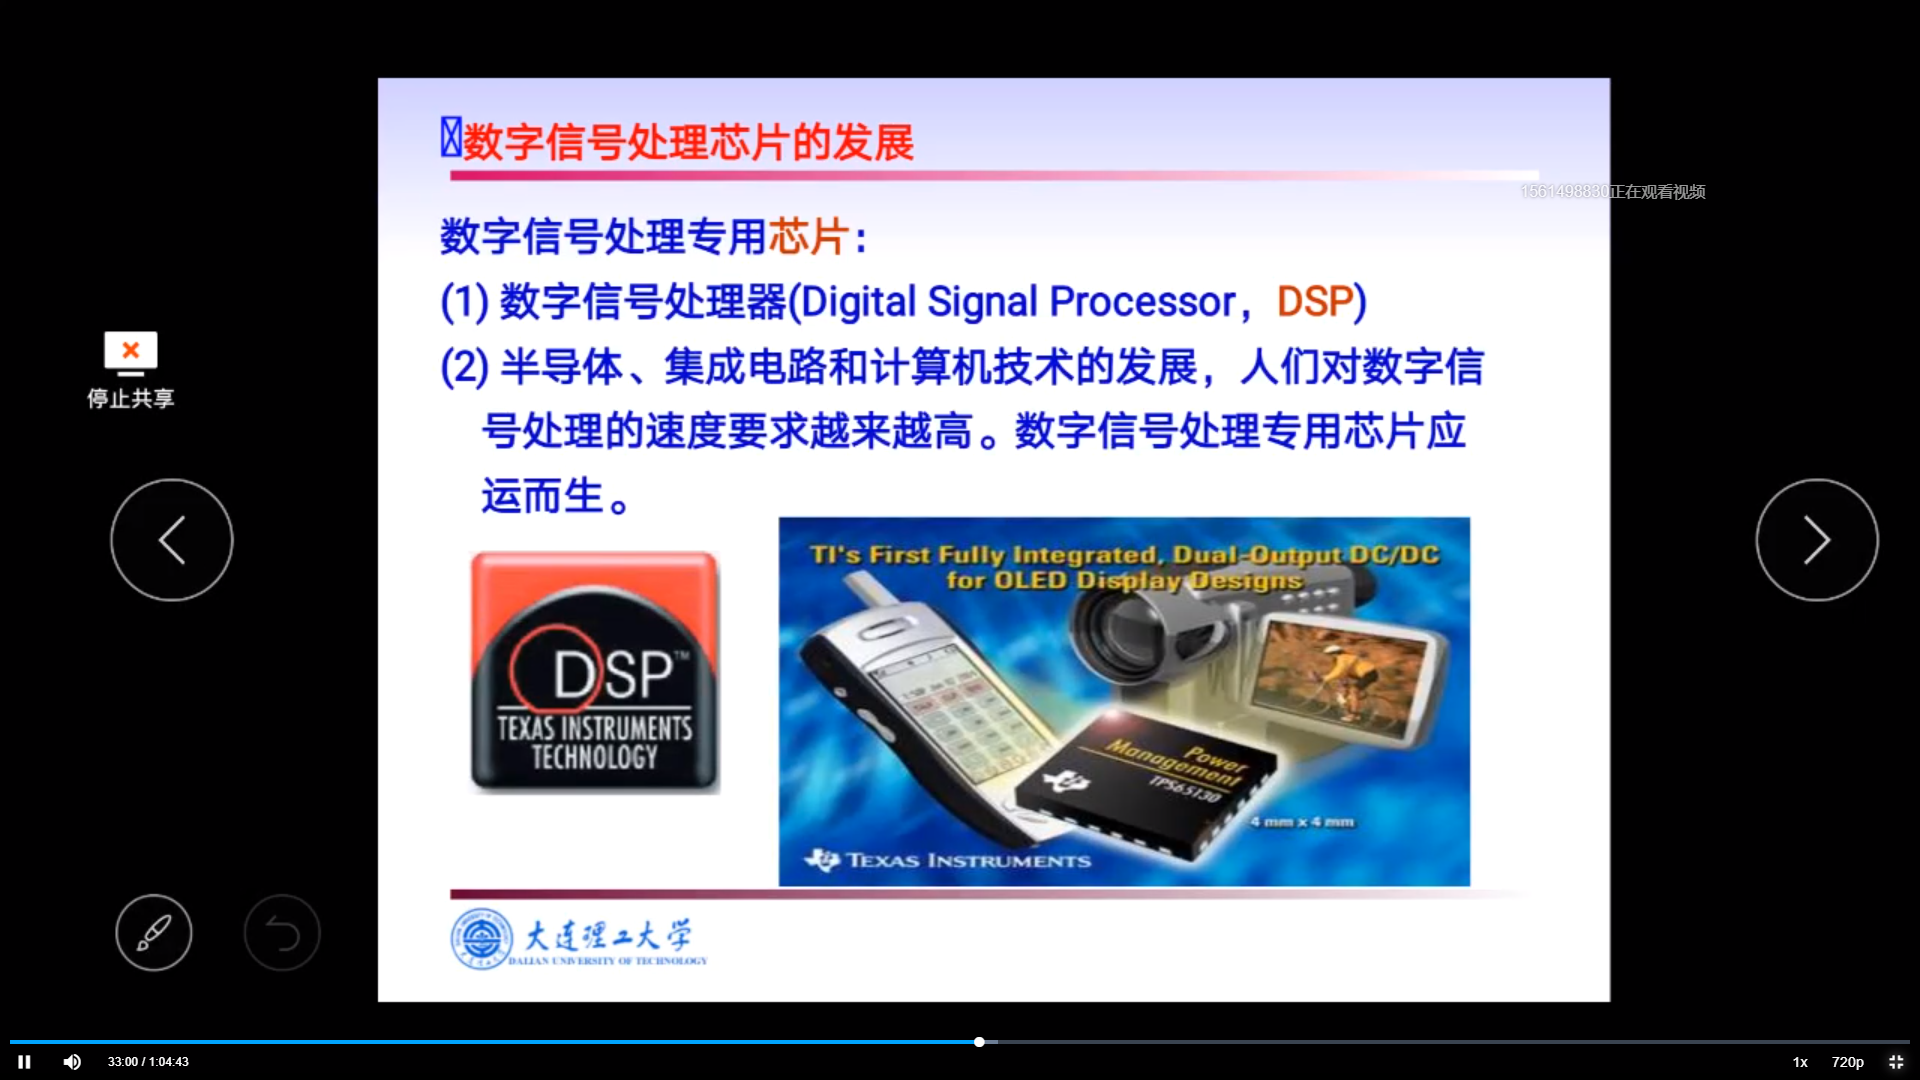 数字信号处理芯片的发展
1561498830正在观看视频
数字信号处理专用芯片：
(1) 数字信号处理器(Digital Signal Processor，DSP)
(2) 半导体、集成电路和计算机技术的发展，人们对数字信
号处理的速度要求越来越高。数字信号处理专用芯片应
运而生。
停止共享
TI's First Fully Integrated, Dual-Output DC/DC
for OLED Display Designs
DSP™
TEXAS INSTRUMENTS
TECHNOLOGY
Power
Management
TPS65130
4 mm x 4 mm
TEXAS INSTRUMENTS
大连理工大学
DALIAN UNIVERSITY OF TECHNOLOGY
33:00 / 1:04:43
1x
720p